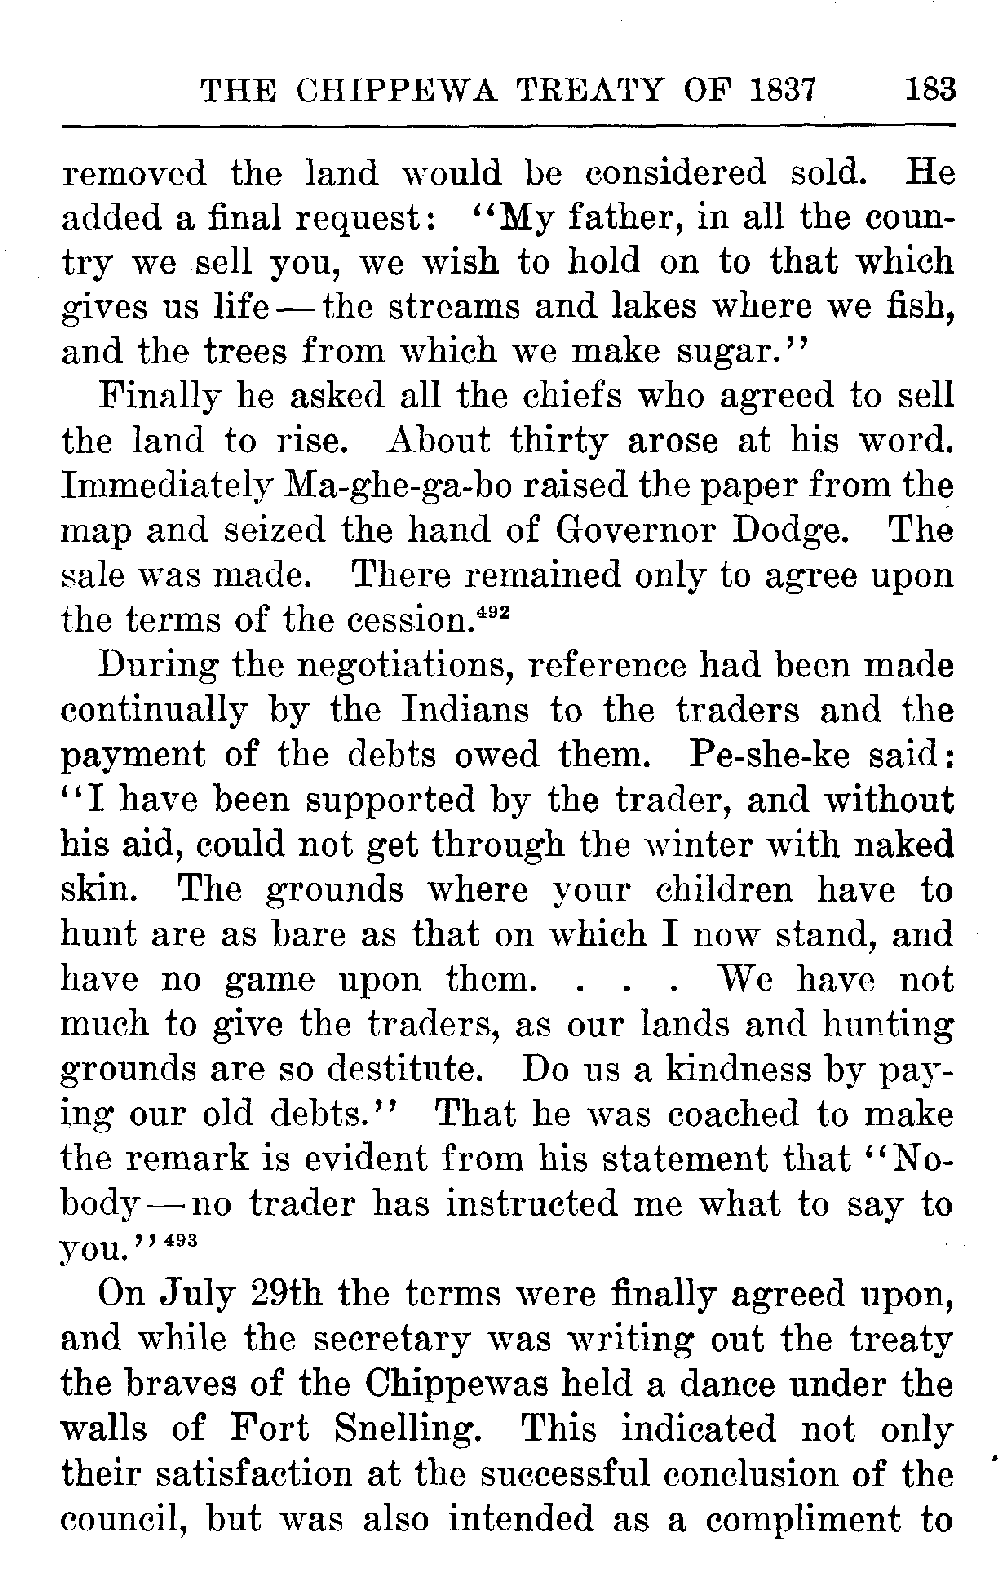 THE CHIPPEWA TREATY OF 1837 183
removed the land would be considered sold. He
added a final request: "My father, in all the coun-
try we sell you, we wish to hold on to that which
gives us life—the streams and lakes where we fish,
and the trees from which we make sugar."
Finally he asked all the chiefs who agreed to sell
the land to rise. About thirty arose at his word.
Immediately Ma-ghe-ga-bo raised the paper from the
map and seized the hand of Governor Dodge. The
sale was made. There remained only to agree upon
the terms of the cession.⁴⁹²
During the negotiations, reference had been made
continually by the Indians to the traders and the
payment of the debts owed them. Pe-she-ke said:
"I have been supported by the trader, and without
his aid, could not get through the winter with naked
skin. The grounds where your children have to
hunt are as bare as that on which I now stand, and
have no game upon them. . . . We have not
much to give the traders, as our lands and hunting
grounds are so destitute. Do us a kindness by pay-
ing our old debts." That he was coached to make
the remark is evident from his statement that "No-
body—no trader has instructed me what to say to
you."⁴⁹³
On July 29th the terms were finally agreed upon,
and while the secretary was writing out the treaty
the braves of the Chippewas held a dance under the
walls of Fort Snelling. This indicated not only
their satisfaction at the successful conclusion of the
council, but was also intended as a compliment to